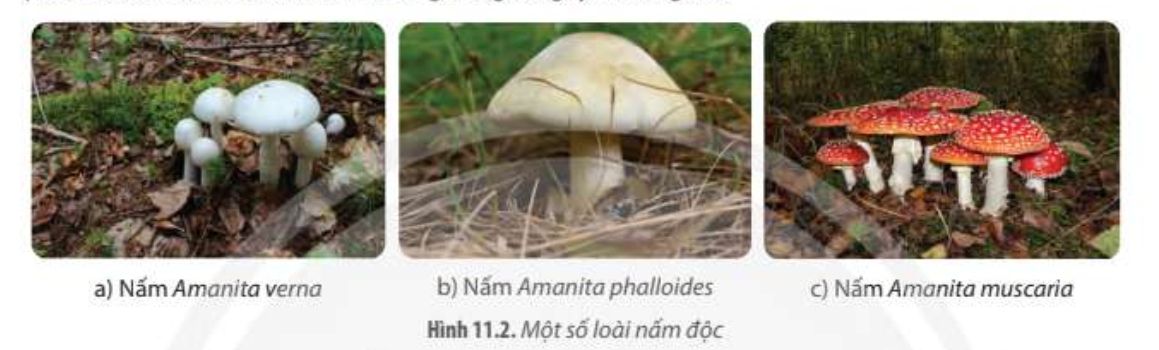 a) Nấm Amanita verna
b) Nấm Amanita phalloides
c) Nấm Amanita muscaria
Hình 11.2. Một số loài nấm độc